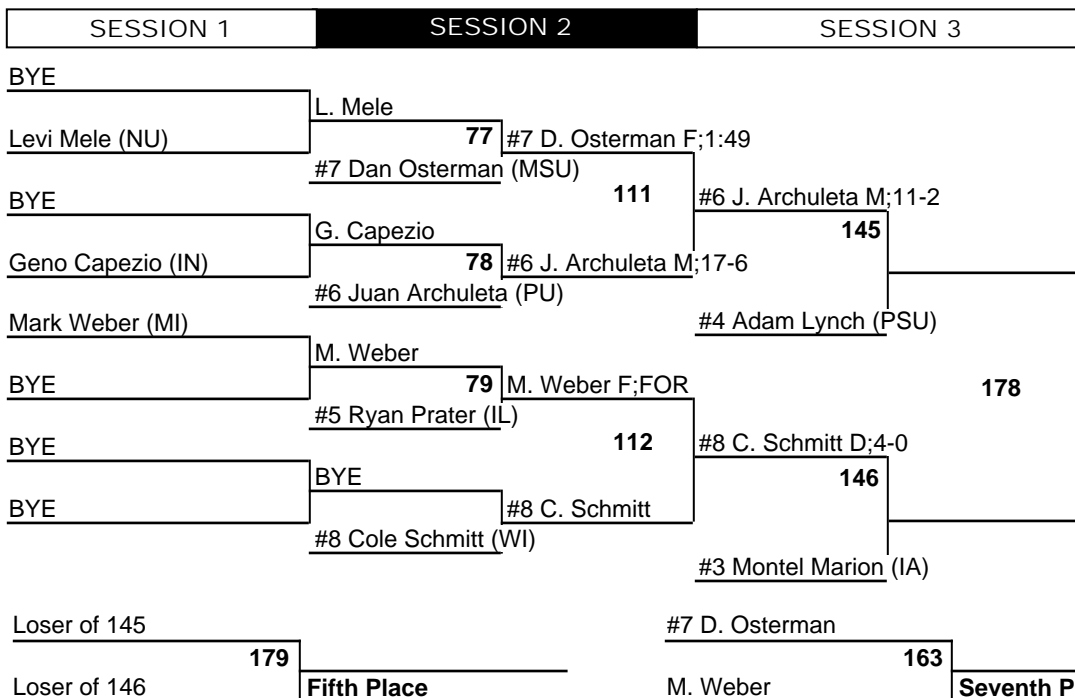 SESSION 1 SESSION 2 SESSION 3
BYE
L. Mele
Levi Mele (NU) 77 #7 D. Osterman F;1:49
#7 Dan Osterman (MSU)
BYE 111 #6 J. Archuleta M;11-2
G. Capezio 145
Geno Capezio (IN) 78 #6 J. Archuleta M;17-6
#6 Juan Archuleta (PU)
Mark Weber (MI) #4 Adam Lynch (PSU)
M. Weber
BYE 79 M. Weber F;FOR 178
#5 Ryan Prater (IL)
BYE 112 #8 C. Schmitt D;4-0
BYE 146
BYE #8 C. Schmitt
#8 Cole Schmitt (WI)
#3 Montel Marion (IA)
Loser of 145 #7 D. Osterman
179 163
Loser of 146 Fifth Place M. Weber Seventh P